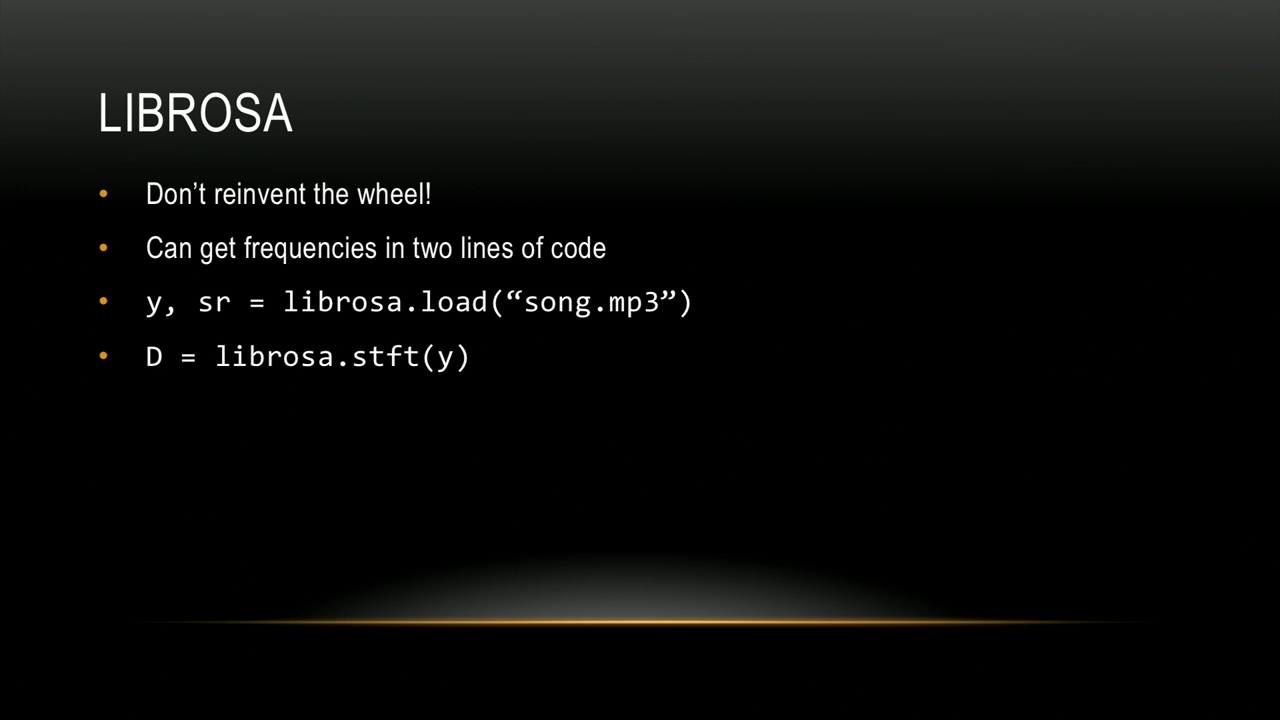 LIBROSA
• Don’t reinvent the wheel!
• Can get frequencies in two lines of code
• y, sr = librosa.load(“song.mp3”)
• D = librosa.stft(y)